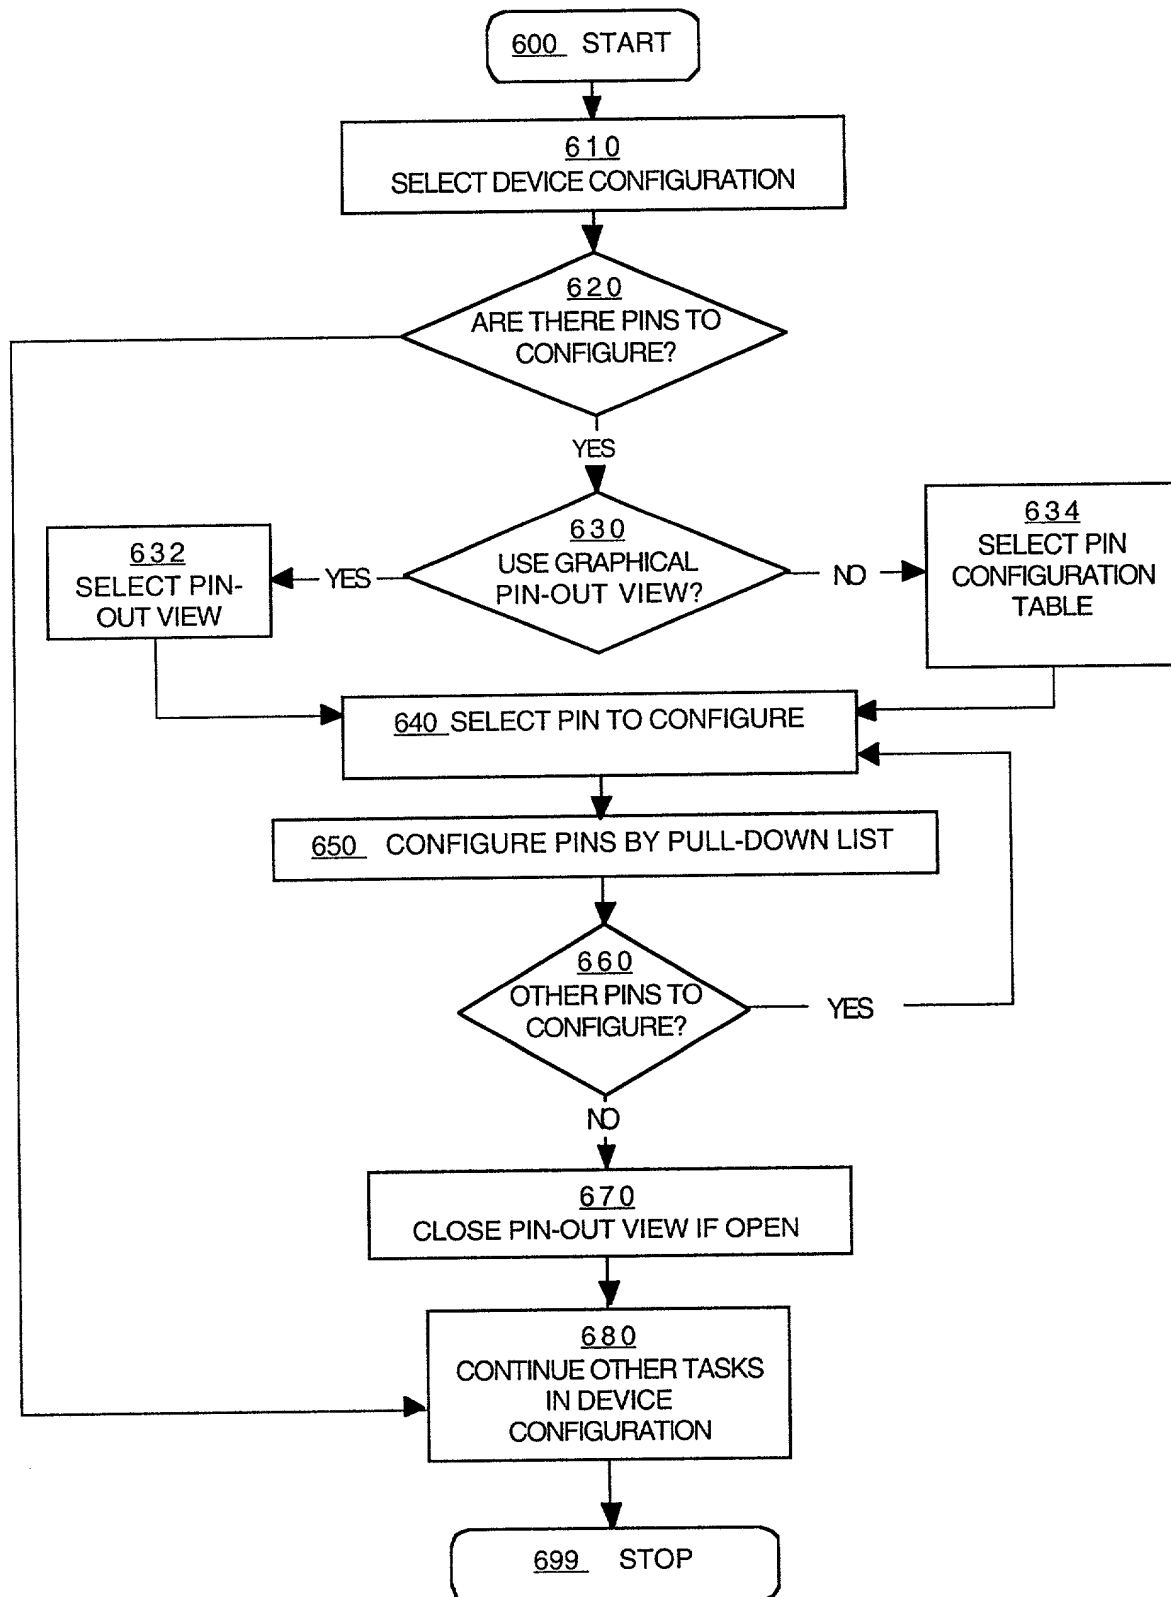 600 START
610
SELECT DEVICE CONFIGURATION
620
ARE THERE PINS TO
CONFIGURE?
YES
630
USE GRAPHICAL
PIN-OUT VIEW?
YES
NO
632
SELECT PIN-
OUT VIEW
634
SELECT PIN
CONFIGURATION
TABLE
640 SELECT PIN TO CONFIGURE
650 CONFIGURE PINS BY PULL-DOWN LIST
660
OTHER PINS TO
CONFIGURE?
YES
NO
670
CLOSE PIN-OUT VIEW IF OPEN
680
CONTINUE OTHER TASKS
IN DEVICE
CONFIGURATION
699 STOP